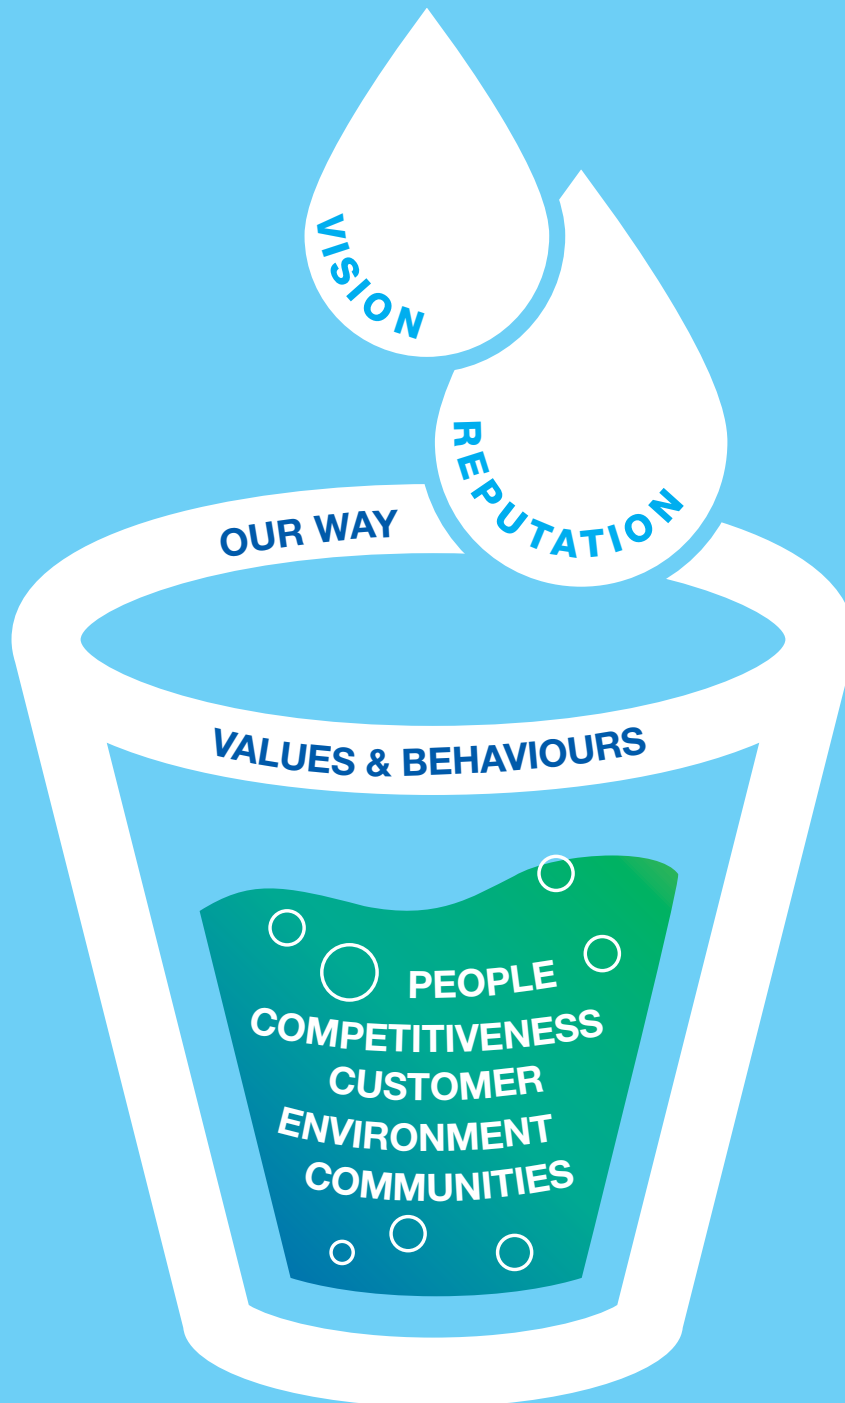 VISION
REPUTATION
OUR WAY
VALUES & BEHAVIOURS
PEOPLE
COMPETITIVENESS
CUSTOMER
ENVIRONMENT
COMMUNITIES